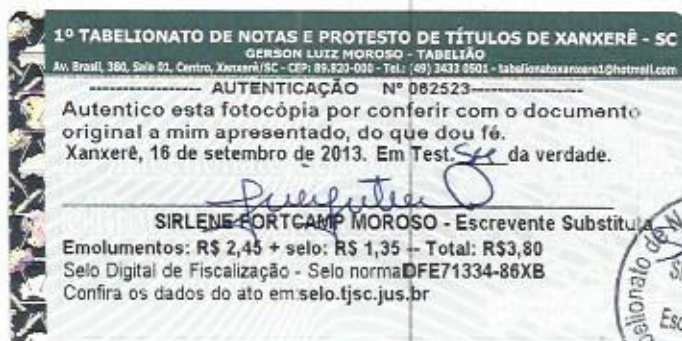 1º TABELIONATO DE NOTAS E PROTESTO DE TÍTULOS DE XANXERÊ - SC
GERSON LUIZ MOROSO - TABELIÃO
Av. Brasil, 380, Sala 01, Centro, Xanxerê/SC - CEP: 89.820-000 - Tel.: (49) 3433 0501 - tabelionatoxanxere1@hotmail.com
----------------- AUTENTICAÇÃO Nº 062523-----------------
Autentico esta fotocópia por conferir com o documento
original a mim apresentado, do que dou fé.
Xanxerê, 16 de setembro de 2013. Em Test. da verdade.
SIRLENE FORTCAMP MOROSO - Escrevente Substituta
Emolumentos: R$ 2,45 + selo: R$ 1,35 -- Total: R$3,80
Selo Digital de Fiscalização - Selo normaDFE71334-86XB
Confira os dados do ato em:selo.tjsc.jus.br